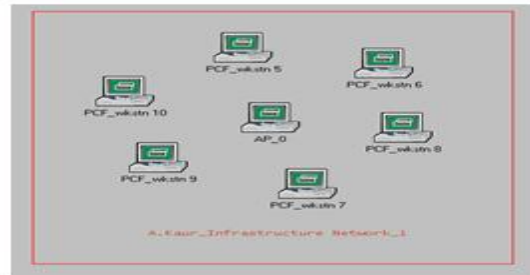 PCF_wkstn 5
PCF_wkstn 6
PCF_wkstn 10
AP_0
PCF_wkstn 8
PCF_wkstn 9
PCF_wkstn 7
A.Kaur_Infrastructure Network_1